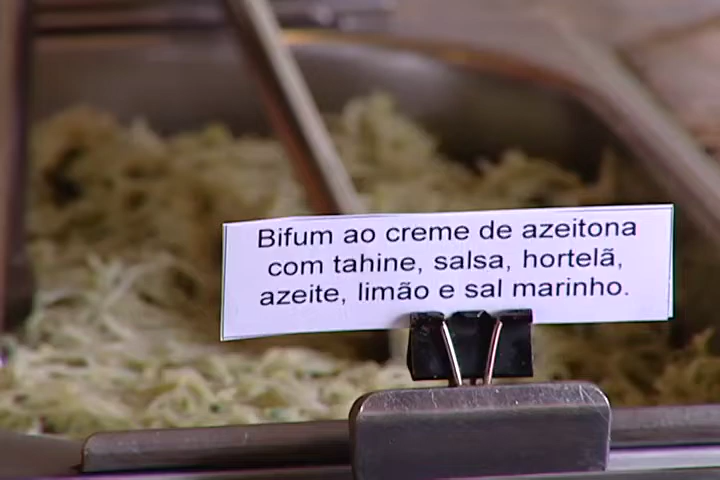 Bifum ao creme de azeitona
com tahine, salsa, hortelã,
azeite, limão e sal marinho.